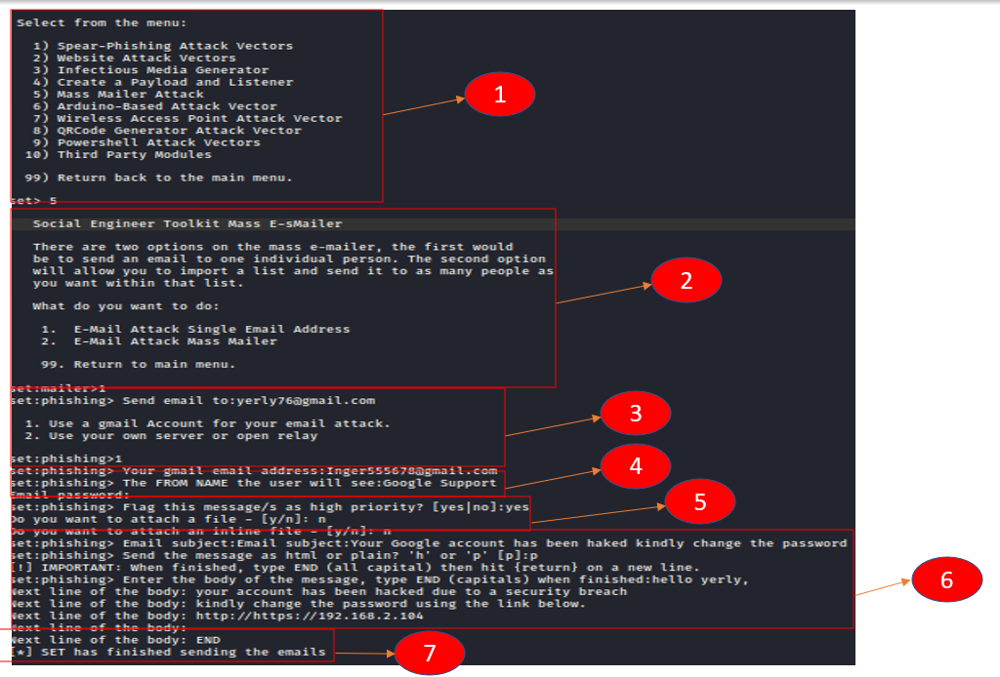 Select from the menu:
1) Spear-Phishing Attack Vectors
2) Website Attack Vectors
3) Infectious Media Generator
4) Create a Payload and Listener
5) Mass Mailer Attack
6) Arduino-Based Attack Vector
7) Wireless Access Point Attack Vector
8) QRCode Generator Attack Vector
9) Powershell Attack Vectors
10) Third Party Modules
99) Return back to the main menu.
set> 5
1
Social Engineer Toolkit Mass E-sMailer
There are two options on the mass e-mailer, the first would
be to send an email to one individual person. The second option
will allow you to import a list and send it to as many people as
you want within that list.
What do you want to do:
1. E-Mail Attack Single Email Address
2. E-Mail Attack Mass Mailer
99. Return to main menu.
2
set:mailer>1
set:phishing> Send email to:yerly76@gmail.com
1. Use a gmail Account for your email attack.
2. Use your own server or open relay
3
set:phishing>1
set:phishing> Your gmail email address:Inger555678@gmail.com
set:phishing> The FROM NAME the user will see:Google Support
4
Email password:
set:phishing> Flag this message/s as high priority? [yes|no]:yes
Do you want to attach a file - [y/n]: n
Do you want to attach an inline file - [y/n]: n
5
set:phishing> Email subject:Email subject:Your Google account has been haked kindly change the password
set:phishing> Send the message as html or plain? 'h' or 'p' [p]:p
[!] IMPORTANT: When finished, type END (all capital) then hit {return} on a new line.
set:phishing> Enter the body of the message, type END (capitals) when finished:hello yerly,
Next line of the body: your account has been hacked due to a security breach
Next line of the body: kindly change the password using the link below.
Next line of the body: http://https://192.168.2.104
Next line of the body:
6
Next line of the body: END
[*] SET has finished sending the emails
7